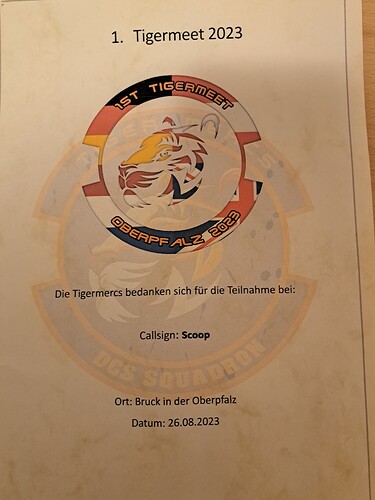 1. Tigermeet 2023
1ST TIGERMEET
OBERPFALZ 2023
Die Tigermercs bedanken sich für die Teilnahme bei:
Callsign: Scoop
DCS SQUADRON
Ort: Bruck in der Oberpfalz
Datum: 26.08.2023